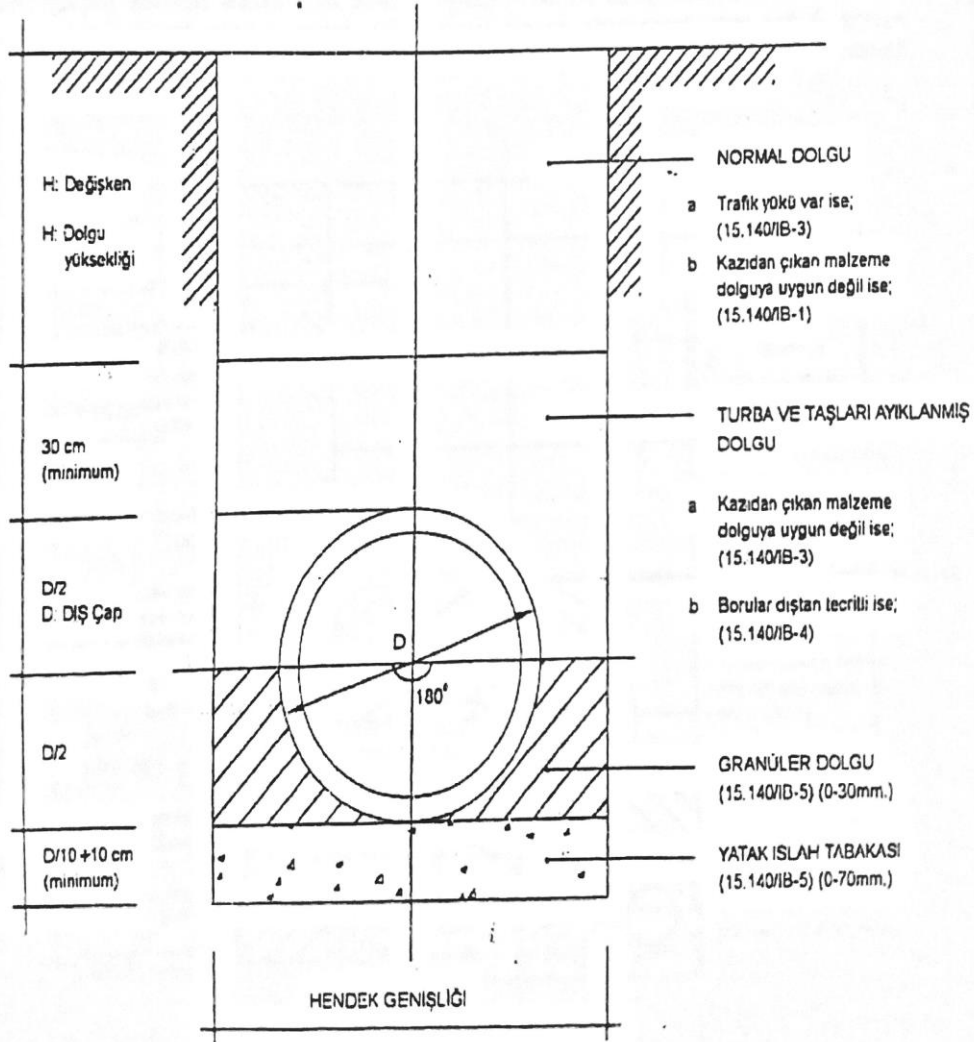 H: Değişken
H: Dolgu
yüksekliği
30 cm
(minimum)
D/2
D: DIŞ Çap
D/2
D/10 +10 cm
(minimum)
D
180°
HENDEK GENİŞLİĞİ
NORMAL DOLGU
a Trafik yükü var ise;
(15.140/IB-3)
b Kazıdan çıkan malzeme
dolguya uygun değil ise;
(15.140/IB-1)
TURBA VE TAŞLARI AYIKLANMIŞ
DOLGU
a Kazıdan çıkan malzeme
dolguya uygun değil ise;
(15.140/IB-3)
b Borular dıştan tecritli ise;
(15.140/IB-4)
GRANÜLER DOLGU
(15.140/IB-5) (0-30mm.)
YATAK ISLAH TABAKASI
(15.140/IB-5) (0-70mm.)